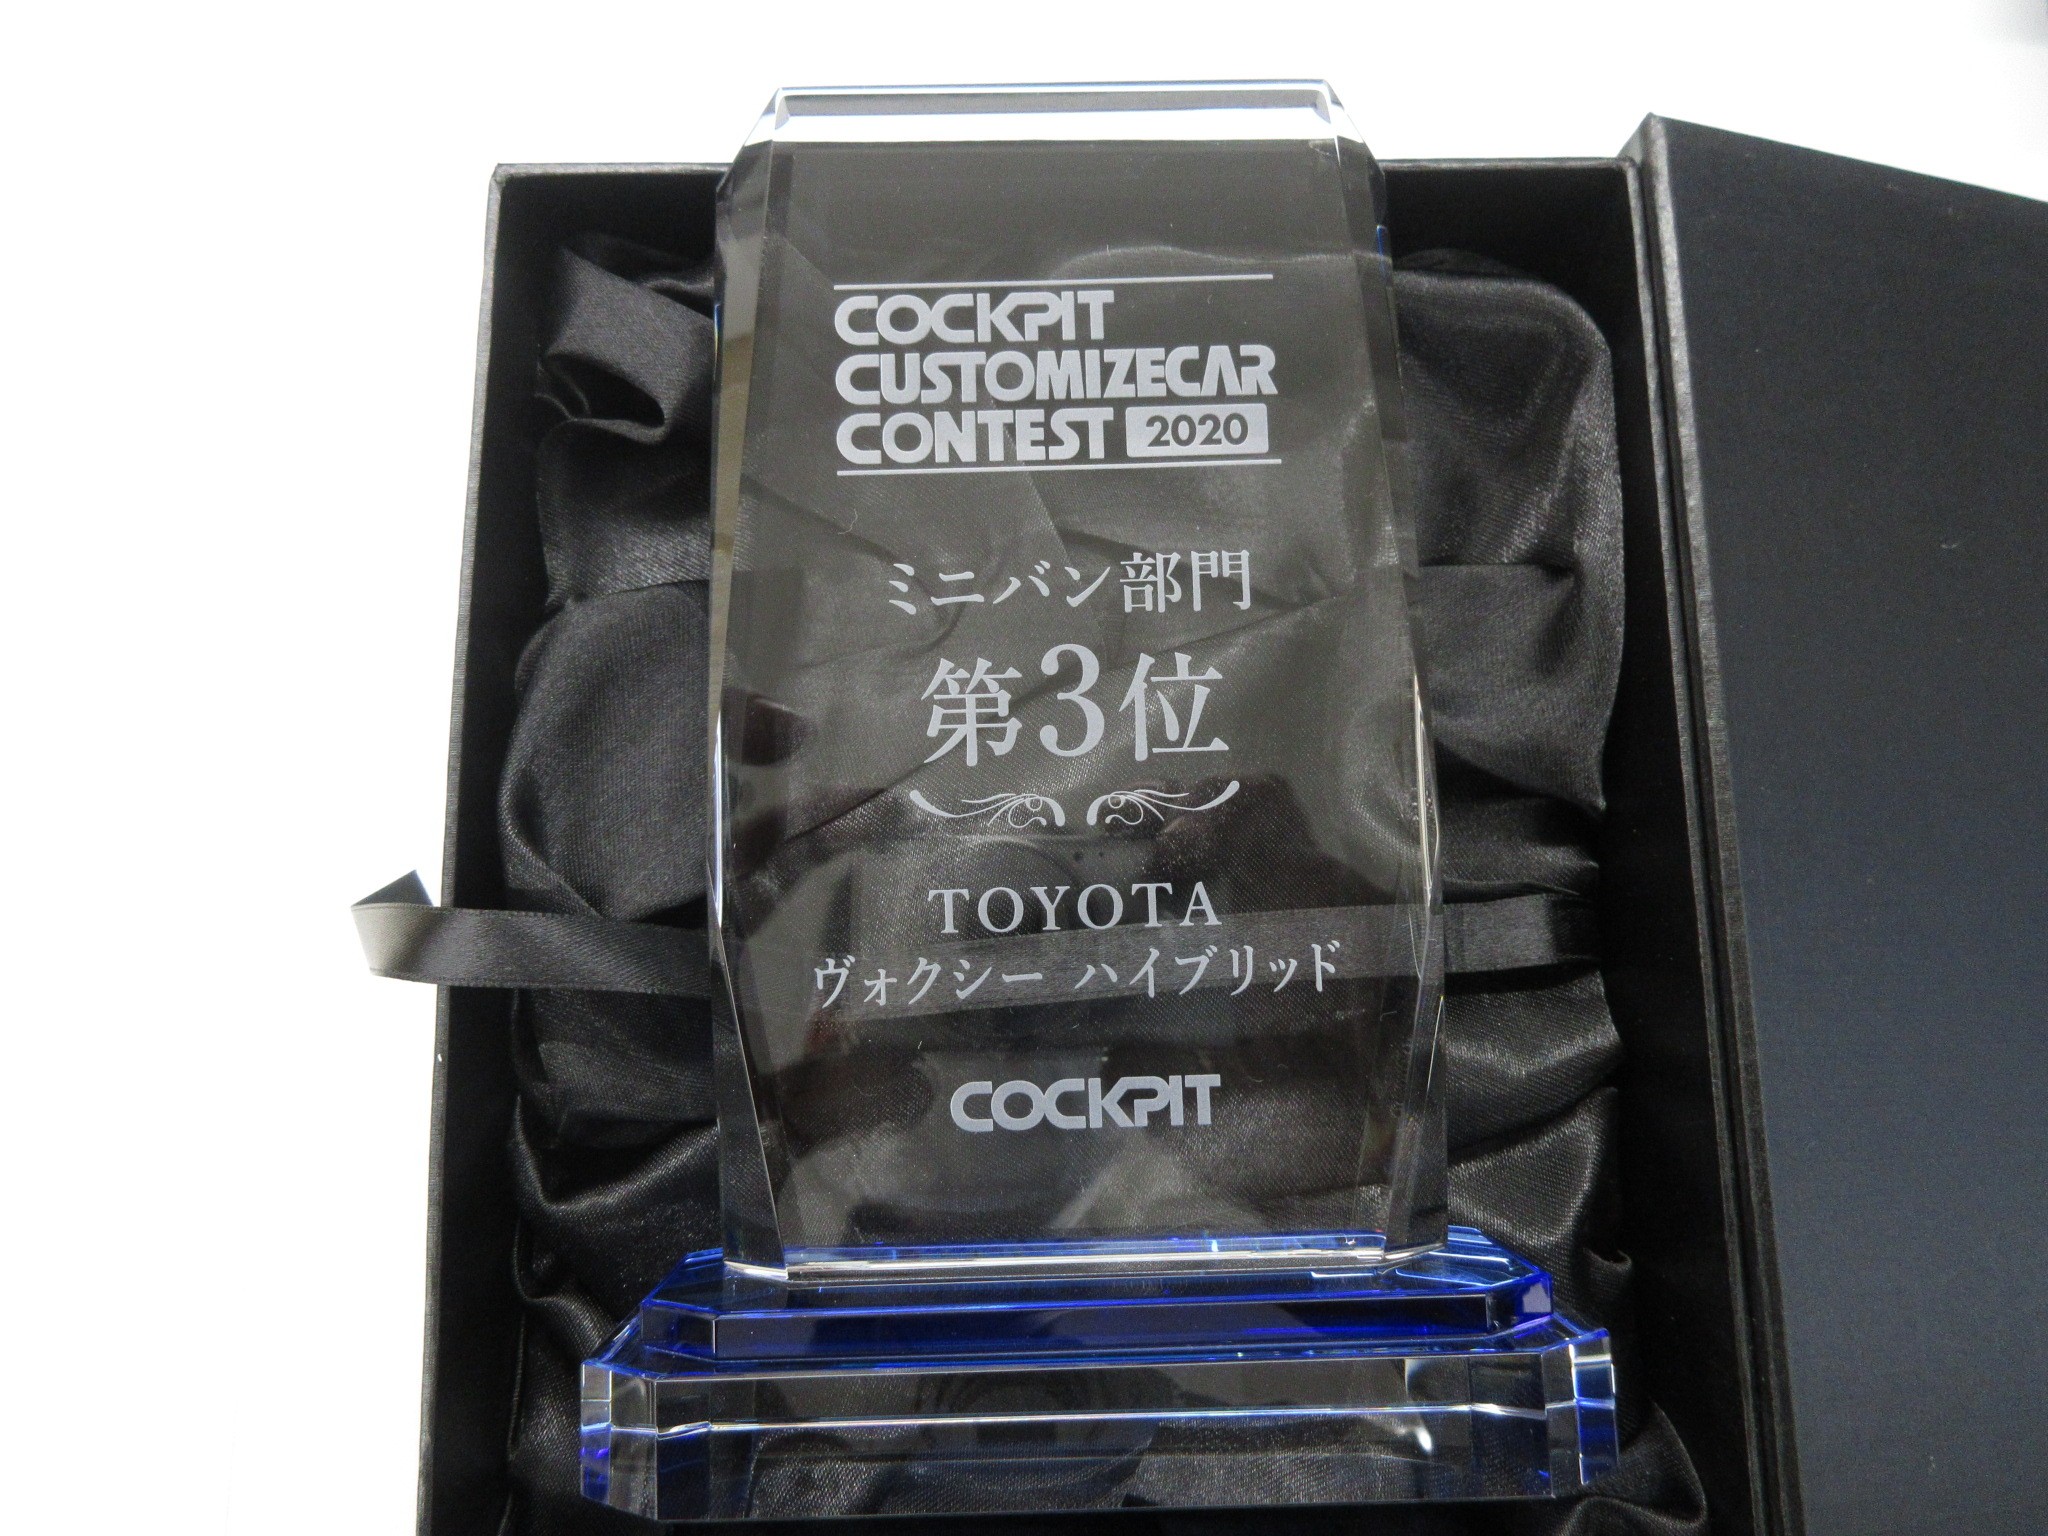 COCKPIT
CUSTOMIZECAR
CONTEST 2020
ミニバン部門
第3位
TOYOTA
ヴォクシー ハイブリッド
COCKPIT